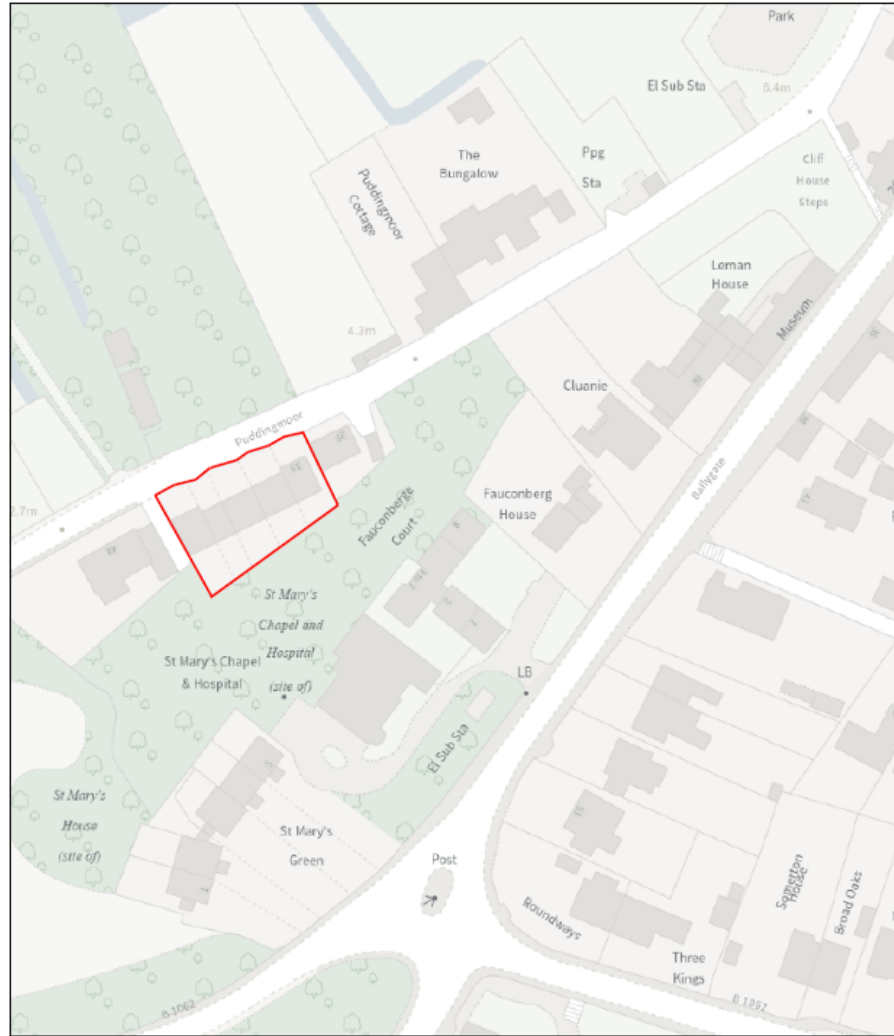 Park
El Sub Sta
6.4m
The
Bungalow
Ppg
Sta
Cliff
House
Steps
Puddingmoor
Cottage
Leman
House
Museum
4.3m
Cluanie
Puddingmoor
Ballygate
Fauconberg
House
Fauconberge
Court
2.7m
St Mary's
Chapel and
Hospital
(site of)
St Mary's Chapel
& Hospital
LB
El Sub Sta
St Mary's
House
(site of)
St Mary's
Green
Post
Roundways
Three
Kings
Somerton
House
Broad Oaks
B 1062